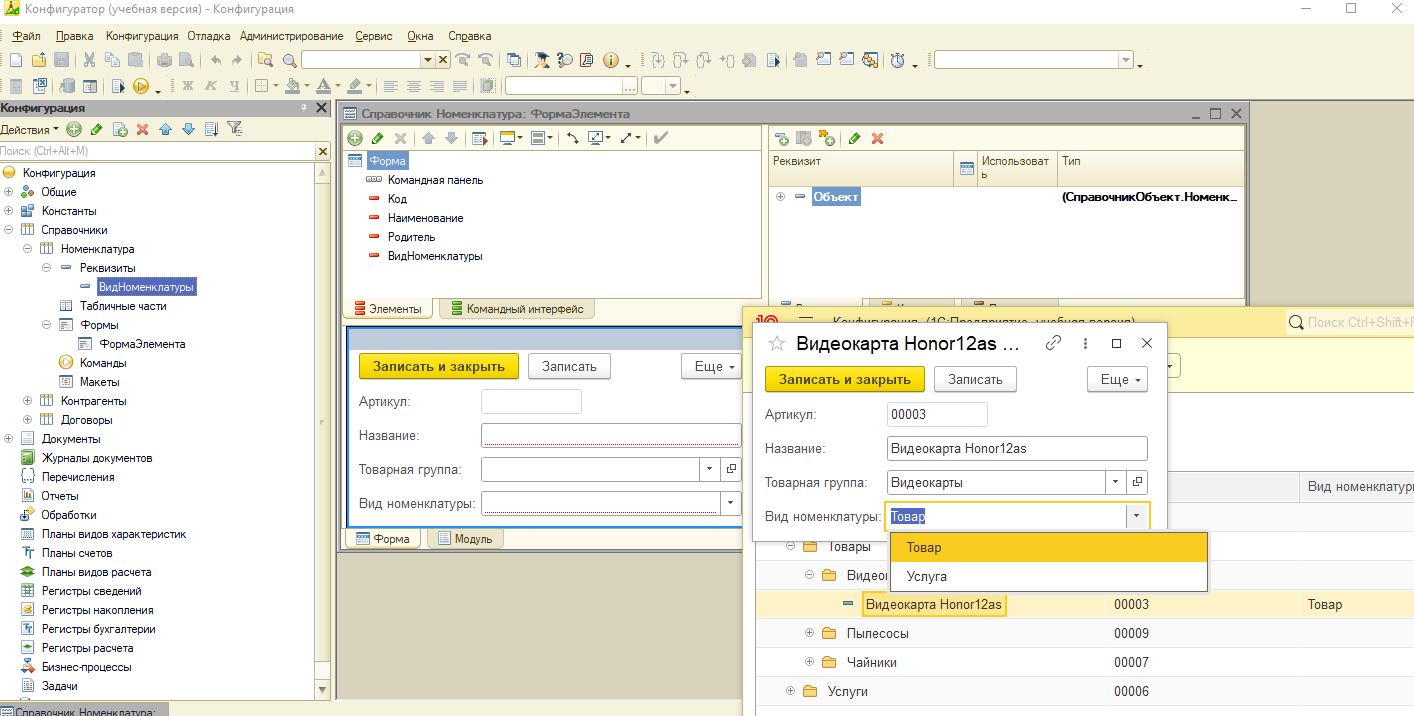 Конфигуратор (учебная версия) - Конфигурация
Файл Правка Конфигурация Отладка Администрирование Сервис Окна Справка
Ж К Ч
Конфигурация
Действия
Поиск (Ctrl+Alt+M)
Конфигурация
Общие
Константы
Справочники
Номенклатура
Реквизиты
ВидНоменклатуры
Табличные части
Формы
ФормаЭлемента
Команды
Макеты
Контрагенты
Договоры
Документы
Журналы документов
Перечисления
Отчеты
Обработки
Планы видов характеристик
Планы счетов
Планы видов расчета
Регистры сведений
Регистры накопления
Регистры бухгалтерии
Регистры расчета
Бизнес-процессы
Задачи
Справочник Номенклатура:
Справочник Номенклатура: ФормаЭлемента
Форма
Командная панель
Код
Наименование
Родитель
ВидНоменклатуры
Элементы Командный интерфейс
Реквизит Использоват
ь Тип
Объект (СправочникОбъект.Номенк...
Записать и закрыть Записать Еще
Артикул:
Название:
Товарная группа:
Вид номенклатуры:
Форма Модуль
Конфигурация (1С:Предприятие, учебная версия)
Поиск Ctrl+Shift+F
Видеокарта Honor12as ...
Записать и закрыть Записать Еще
Артикул: 00003
Название: Видеокарта Honor12as
Товарная группа: Видеокарты
Вид номенклатуры: Товар
Товар
Услуга
Вид номенклатуры
Товары
Видео
Видеокарта Honor12as 00003 Товар
Пылесосы 00009
Чайники 00007
Услуги 00006